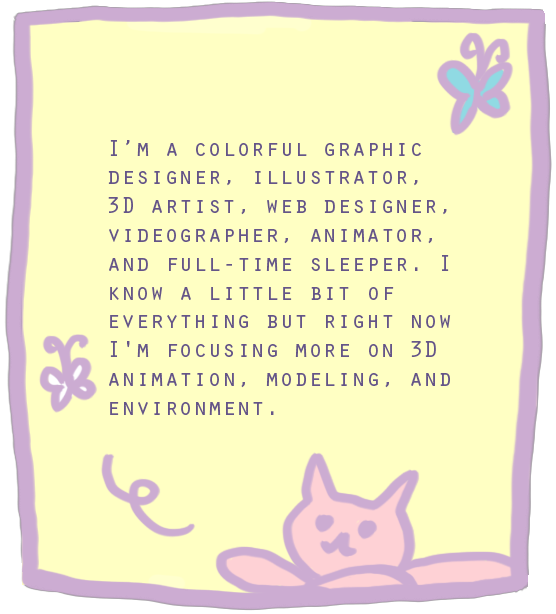 I'm a colorful graphic
designer, illustrator,
3D artist, web designer,
videographer, animator,
and full-time sleeper. I
know a little bit of
everything but right now
I'm focusing more on 3D
animation, modeling, and
environment.